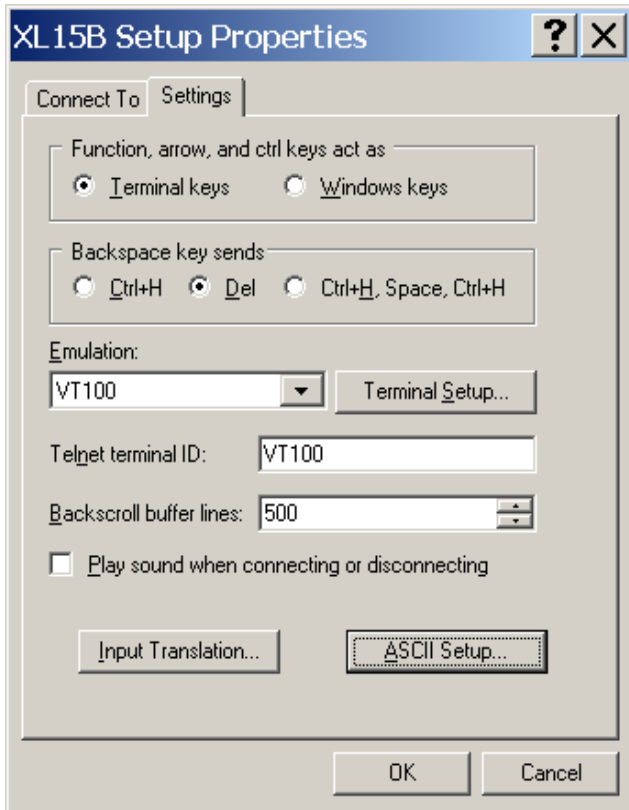 XL15B Setup Properties
Connect To Settings
Function, arrow, and ctrl keys act as
Terminal keys Windows keys
Backspace key sends
Ctrl+H Del Ctrl+H, Space, Ctrl+H
Emulation:
VT100 Terminal Setup...
Telnet terminal ID: VT100
Backscroll buffer lines: 500
Play sound when connecting or disconnecting
Input Translation... ASCII Setup...
OK Cancel